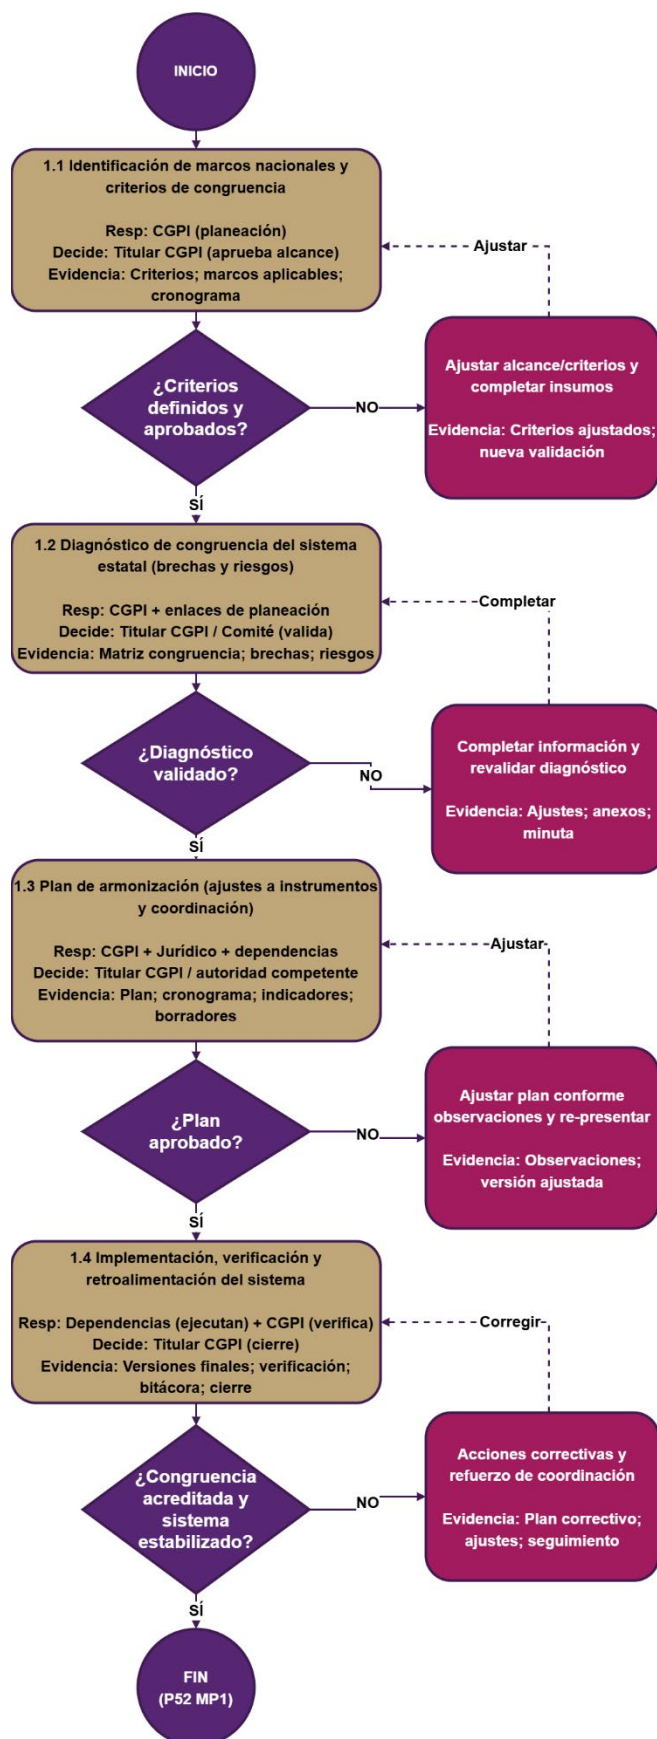 INICIO
1.1 Identificación de marcos nacionales y
criterios de congruencia
Resp: CGPI (planeación)
Decide: Titular CGPI (aprueba alcance)
Evidencia: Criterios; marcos aplicables;
cronograma
Ajustar
¿Criterios
definidos y
aprobados?
NO
Ajustar alcance/criterios y
completar insumos
Evidencia: Criterios ajustados;
nueva validación
SÍ
1.2 Diagnóstico de congruencia del sistema
estatal (brechas y riesgos)
Resp: CGPI + enlaces de planeación
Decide: Titular CGPI / Comité (valida)
Evidencia: Matriz congruencia; brechas; riesgos
Completar
¿Diagnóstico
validado?
NO
Completar información y
revalidar diagnóstico
Evidencia: Ajustes; anexos;
minuta
SÍ
1.3 Plan de armonización (ajustes a instrumentos
y coordinación)
Resp: CGPI + Jurídico + dependencias
Decide: Titular CGPI / autoridad competente
Evidencia: Plan; cronograma; indicadores;
borradores
Ajustar
¿Plan
aprobado?
NO
Ajustar plan conforme
observaciones y re-presentar
Evidencia: Observaciones;
versión ajustada
SÍ
1.4 Implementación, verificación y
retroalimentación del sistema
Resp: Dependencias (ejecutan) + CGPI (verifica)
Decide: Titular CGPI (cierre)
Evidencia: Versiones finales; verificación;
bitácora; cierre
Corregir
¿Congruencia
acreditada y
sistema
estabilizado?
NO
Acciones correctivas y
refuerzo de coordinación
Evidencia: Plan correctivo;
ajustes; seguimiento
SÍ
FIN
(P52 MP1)